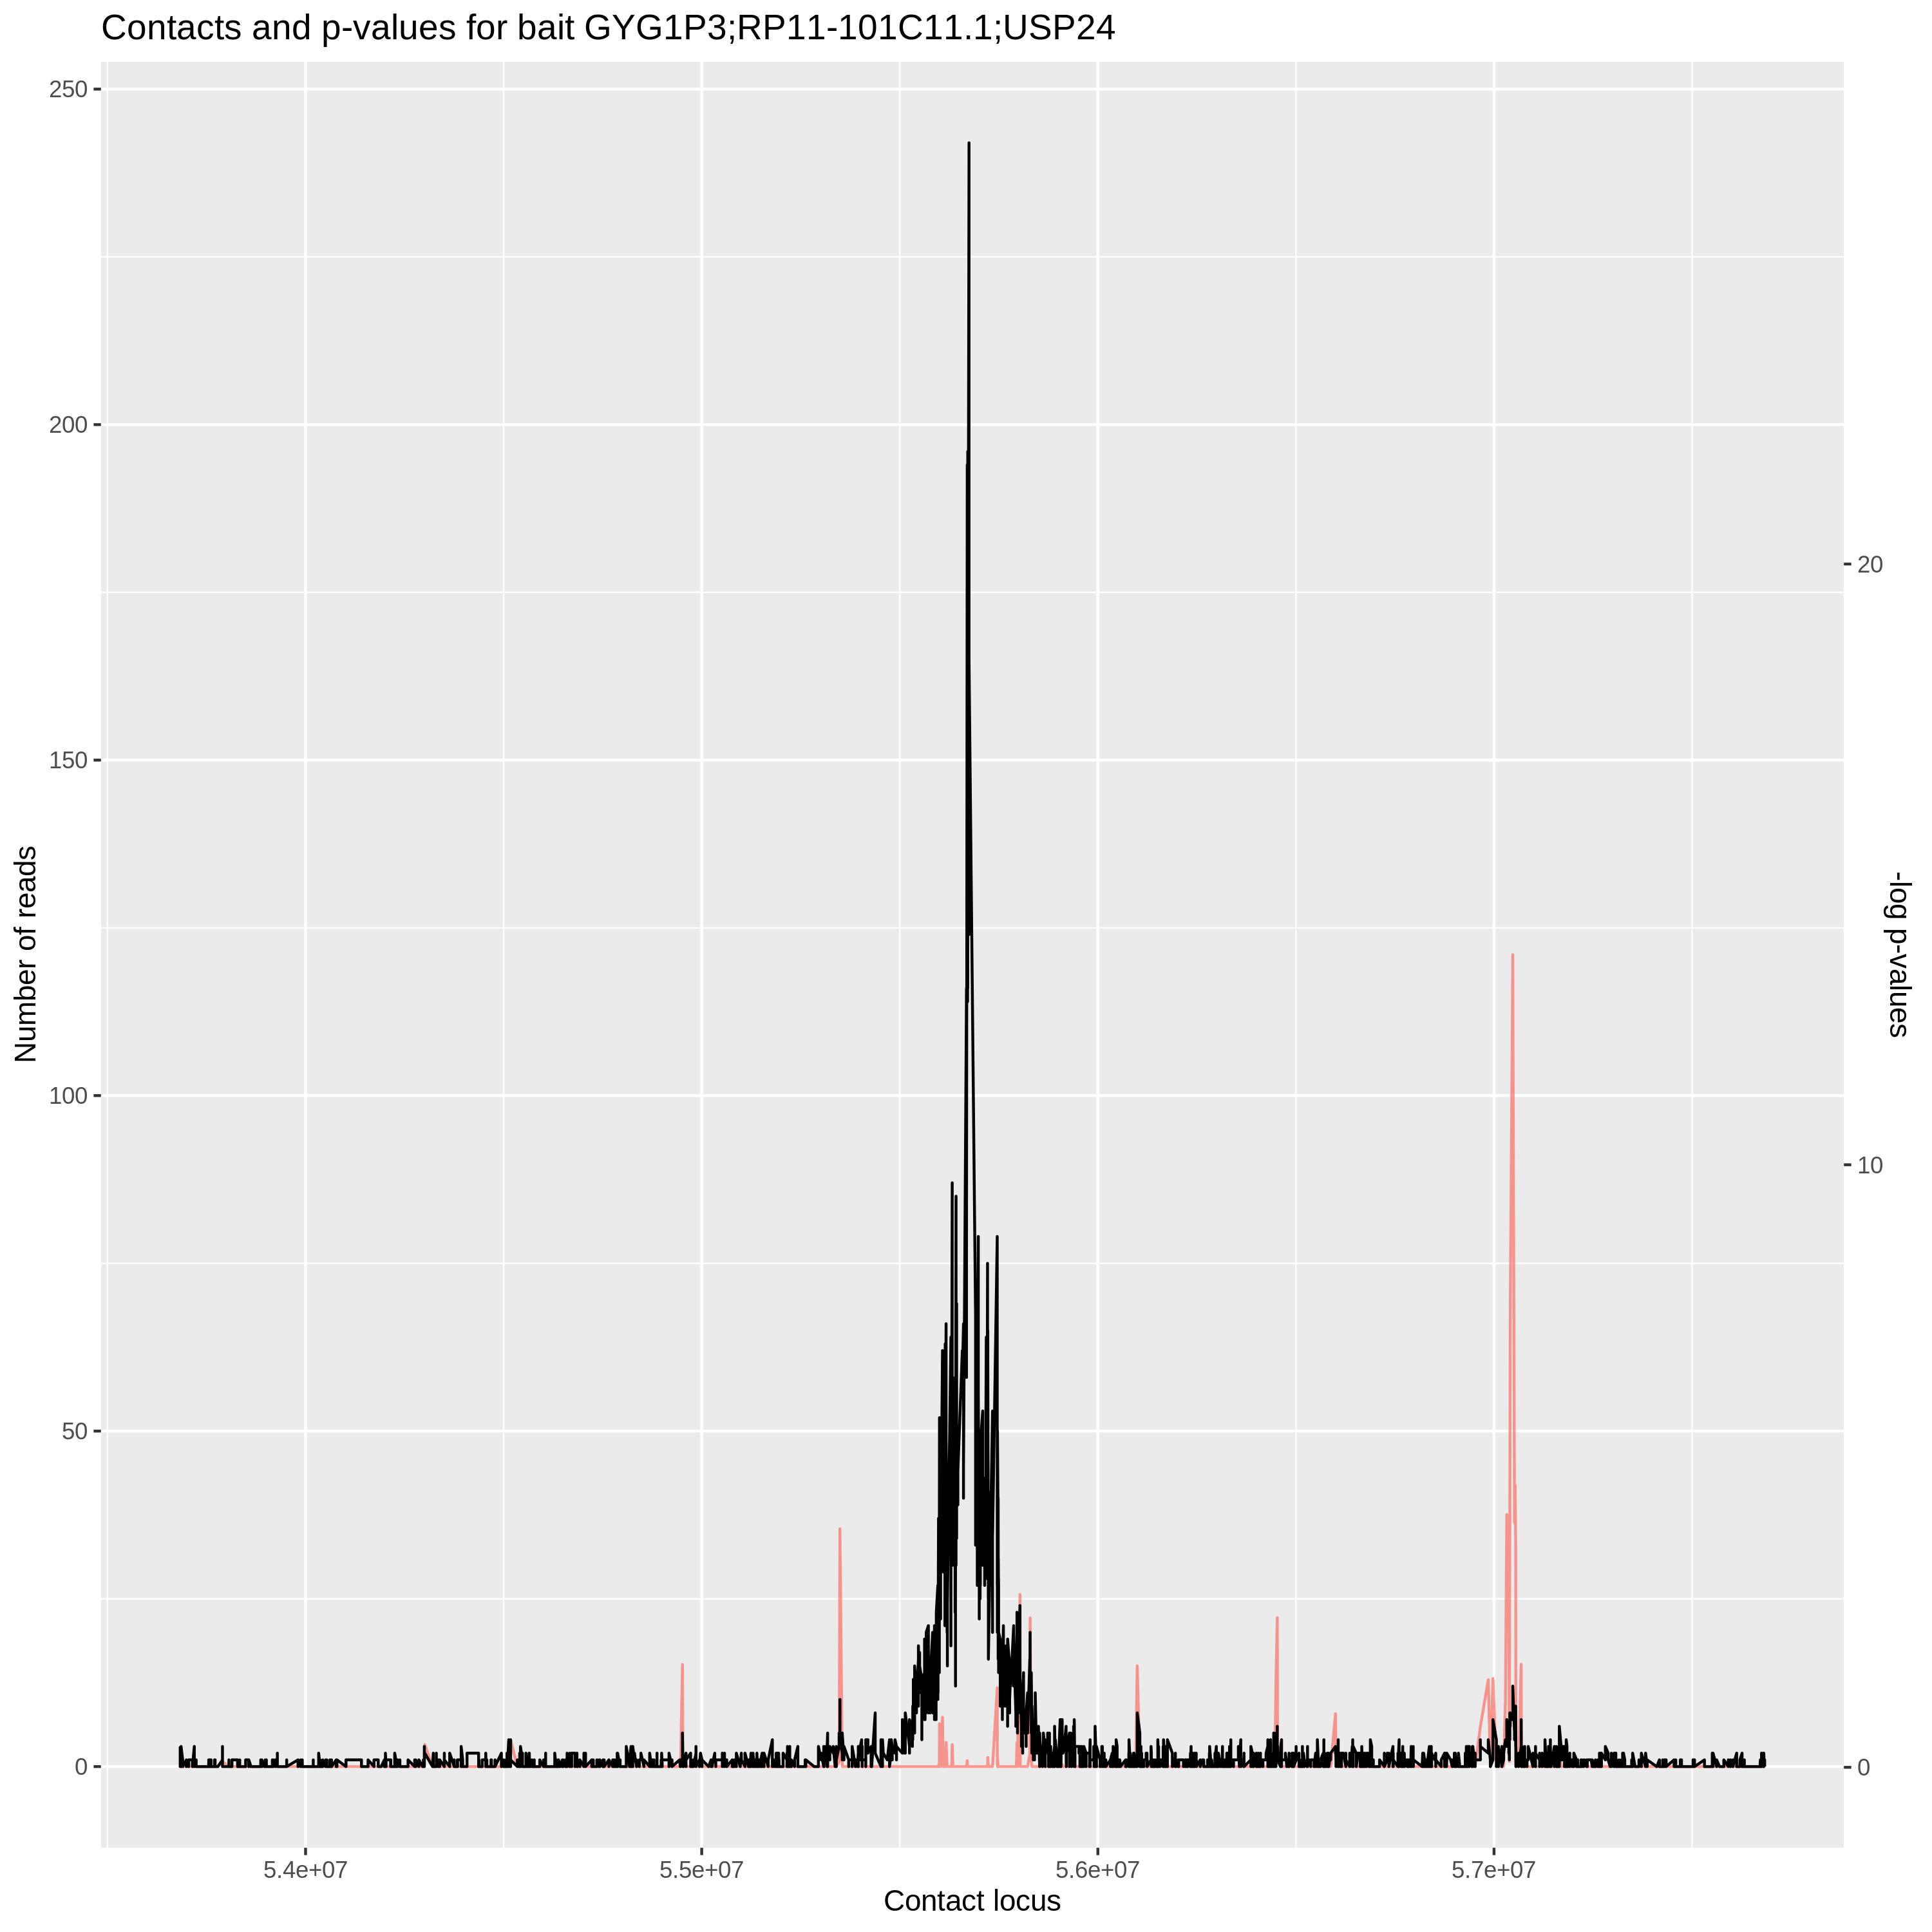 Contacts and p-values for bait GYG1P3;RP11-101C11.1;USP24
250
200
150
100
50
0
Number of reads
20
10
0
-log p-values
5.4e+07
5.5e+07
5.6e+07
5.7e+07
Contact locus